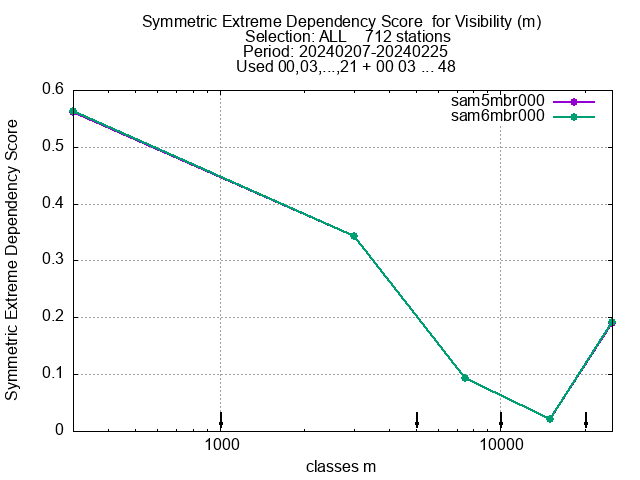 Symmetric Extreme Dependency Score  for Visibility (m)
Selection: ALL    712 stations
Period: 20240207-20240225
Used 00,03,...,21 + 00 03 ... 48
sam5mbr000
sam6mbr000
Symmetric Extreme Dependency Score
0.6
0.5
0.4
0.3
0.2
0.1
0
1000
10000
classes m